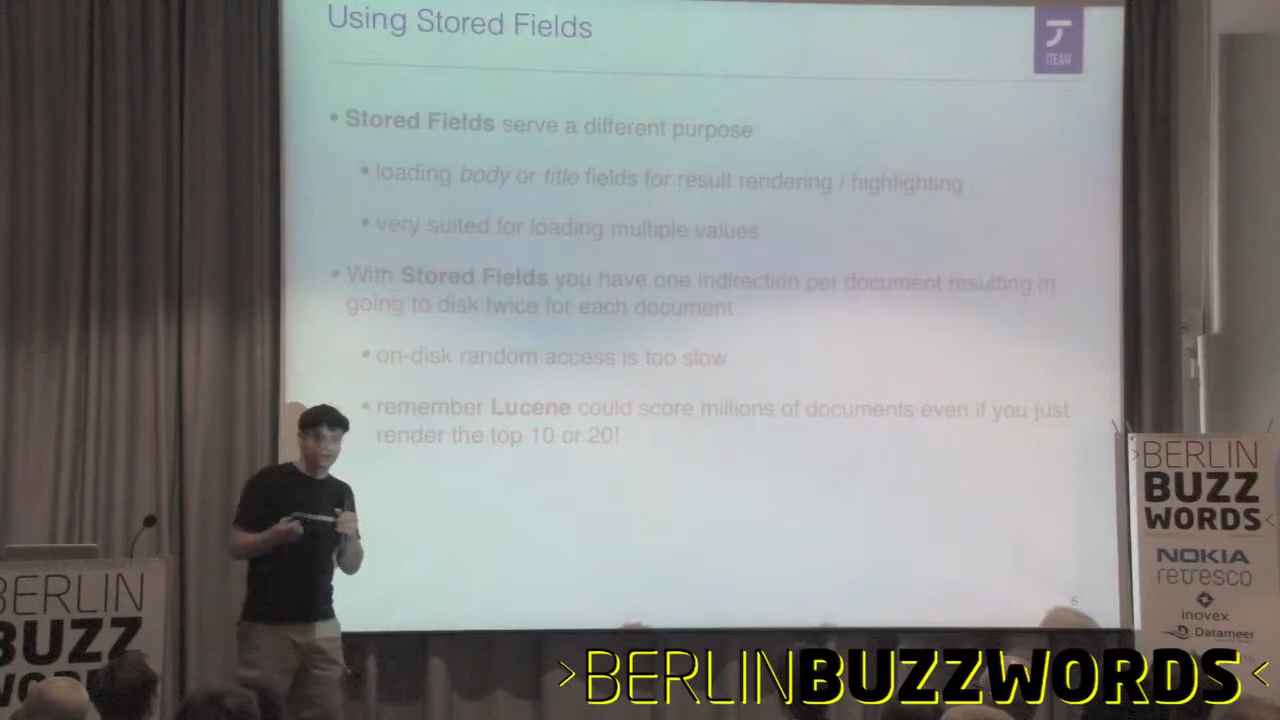 Using Stored Fields
JTEAM
• Stored Fields serve a different purpose
• loading body or title fields for result rendering / highlighting
• very suited for loading multiple values
• With Stored Fields you have one indirection per document resulting in
going to disk twice for each document
• on-disk random access is too slow
• remember Lucene could score millions of documents even if you just
render the top 10 or 20!
6
>BERLIN
BUZZ
WORDS<
NOKIA
retresco
inovex
Datameer
BERLIN
BUZZ
WORDS
>BERLINBUZZWORDS<